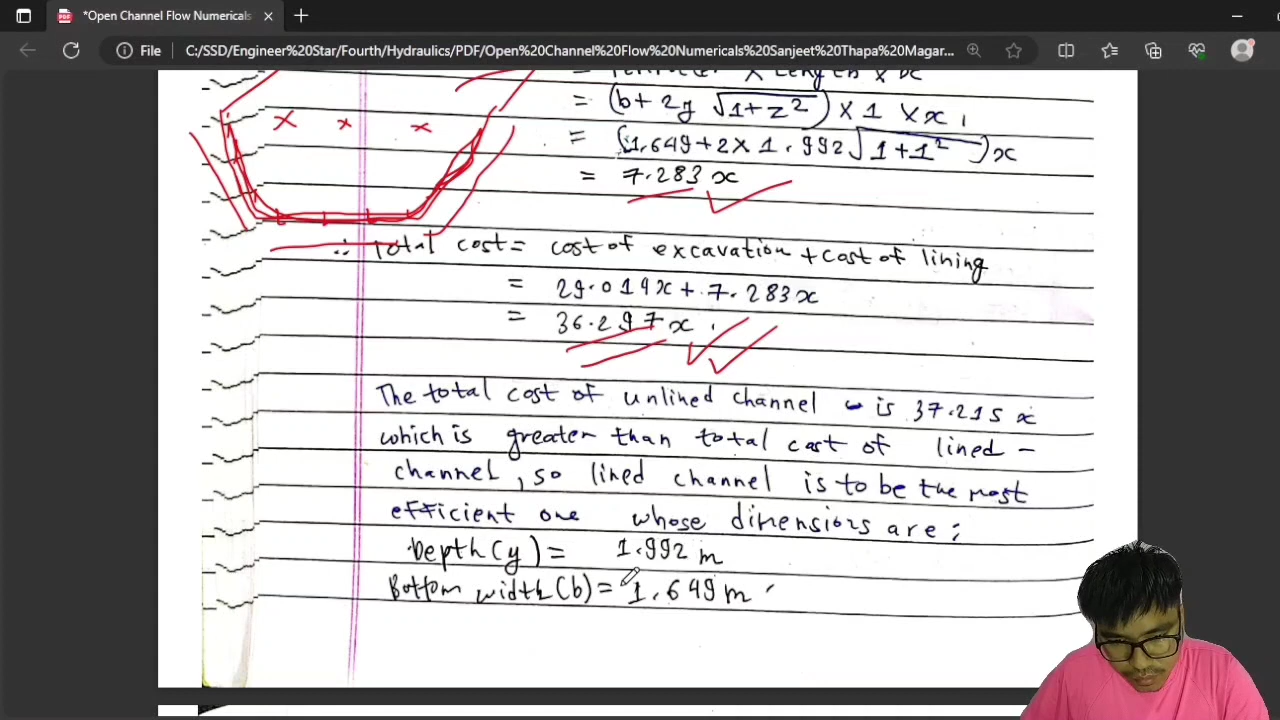 *Open Channel Flow Numericals
File C:/SSD/Engineer%20Star/Fourth/Hydraulics/PDF/Open%20Channel%20Flow%20Numericals%20Sanjeet%20Thapa%20Magar...
= (b+2y √1+z²) × 1 × x,
= (1.649+2×1.992√1+1²)x
= 7.283 x
∴ Total cost = cost of excavation + cost of lining
= 29.014x + 7.283x
= 36.297x.
The total cost of unlined channel is 37.215 x
which is greater than total cost of lined -
channel, so lined channel is to be the most
efficient one whose dimensions are:
Depth(y) = 1.992 m
Bottom width(b) = 1.649 m